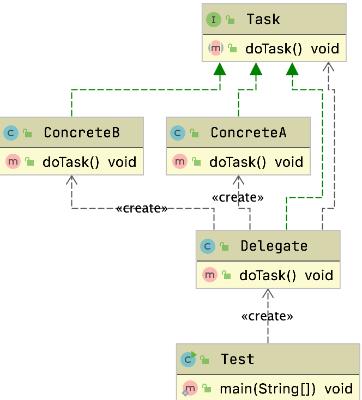 I Task
m doTask() void
C ConcreteB
m doTask() void
C ConcreteA
m doTask() void
«create»
«create»
C Delegate
m doTask() void
«create»
C Test
m main(String[]) void